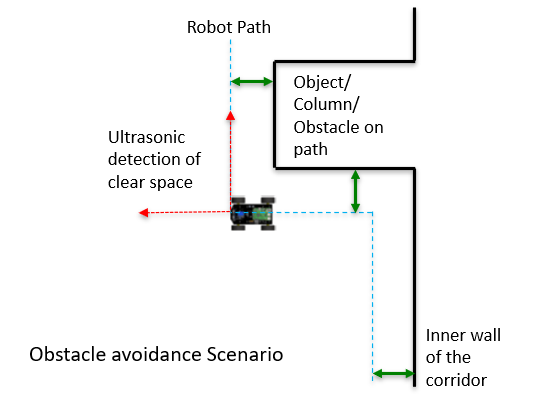 Robot Path
Object/
Column/
Obstacle on
path
Ultrasonic
detection of
clear space
Inner wall
of the
corridor
Obstacle avoidance Scenario